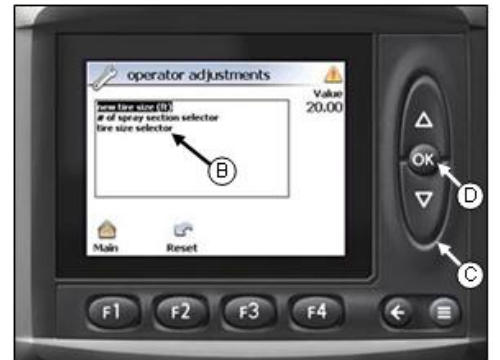 operator adjustments
Value
new tire size (ft)
20.00
# of spray section selector
tire size selector
B
OK
D
Main
Reset
C
F1
F2
F3
F4